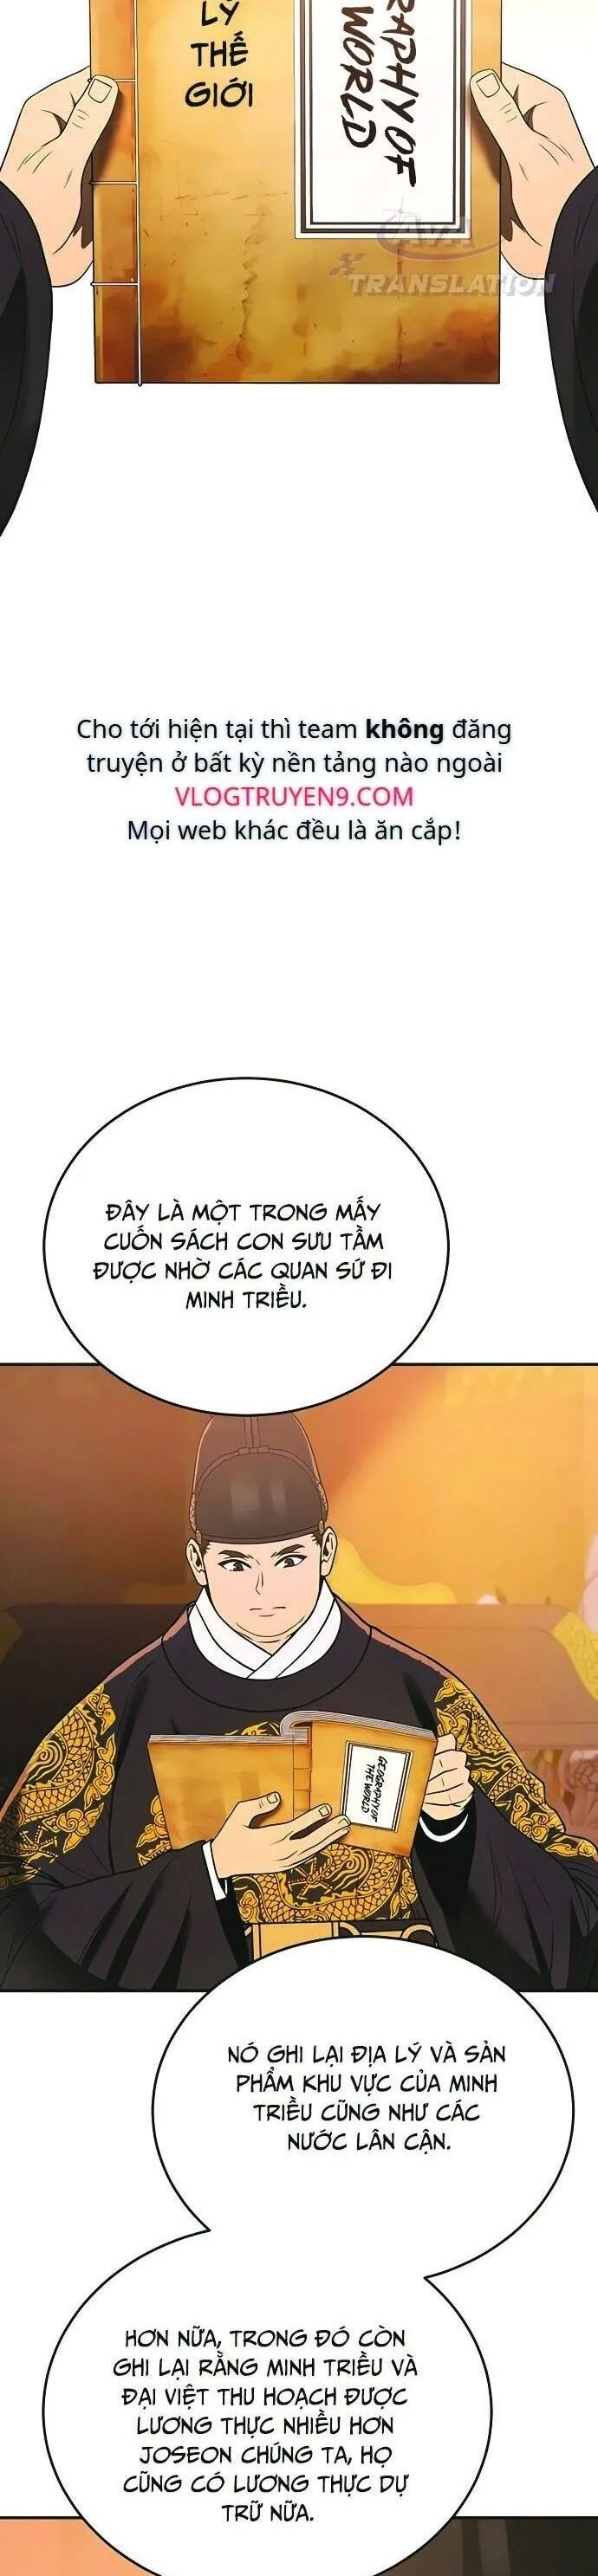 LÝ
THẾ
GIỚI
RAPHY OF
WORLD
AVA
TRANSLATION
Cho tới hiện tại thì team không đăng
truyện ở bất kỳ nền tảng nào ngoài
VLOGTRUYEN9.COM
Mọi web khác đều là ăn cắp!
ĐÂY LÀ MỘT TRONG MẤY
CUỐN SÁCH CON SƯU TẦM
ĐƯỢC NHỜ CÁC QUAN SỨ ĐI
MINH TRIỀU.
GEOGRAPHY OF
THE WORLD
NÓ GHI LẠI ĐỊA LÝ VÀ SẢN
PHẨM KHU VỰC CỦA MINH
TRIỀU CŨNG NHƯ CÁC
NƯỚC LÂN CẬN.
HƠN NỮA, TRONG ĐÓ CÒN
GHI LẠI RẰNG MINH TRIỀU VÀ
ĐẠI VIỆT THU HOẠCH ĐƯỢC
LƯƠNG THỰC NHIỀU HƠN
JOSEON CHÚNG TA, HỌ
CŨNG CÓ LƯƠNG THỰC DỰ
TRỮ NỮA.